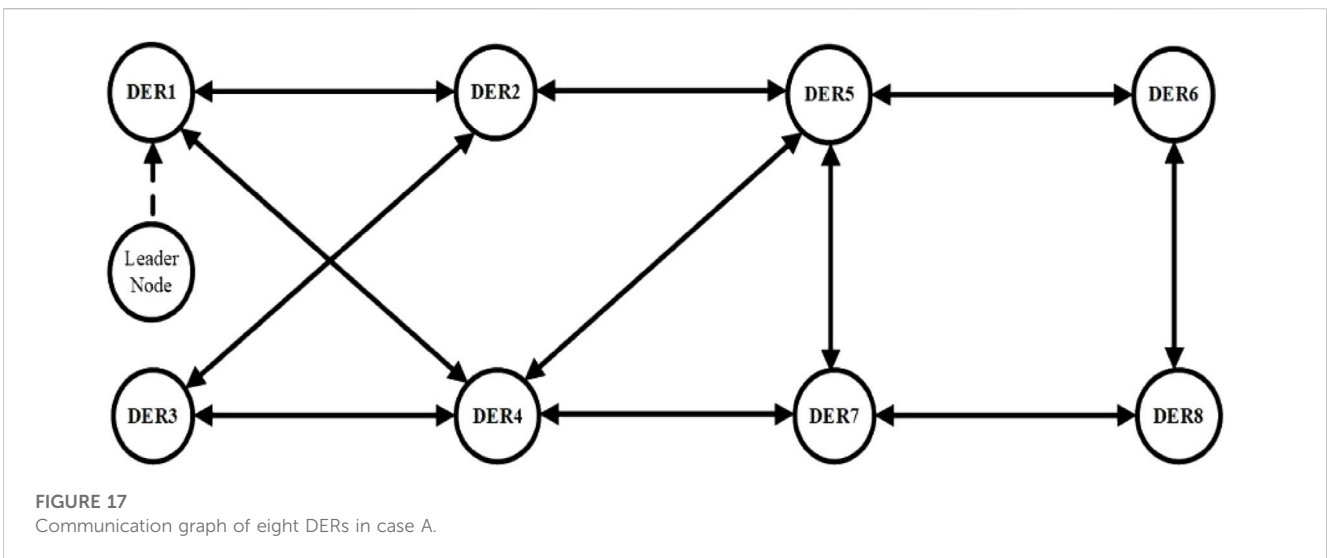 DER1
DER2
DER5
DER6
Leader
Node
DER3
DER4
DER7
DER8
FIGURE 17
Communication graph of eight DERs in case A.